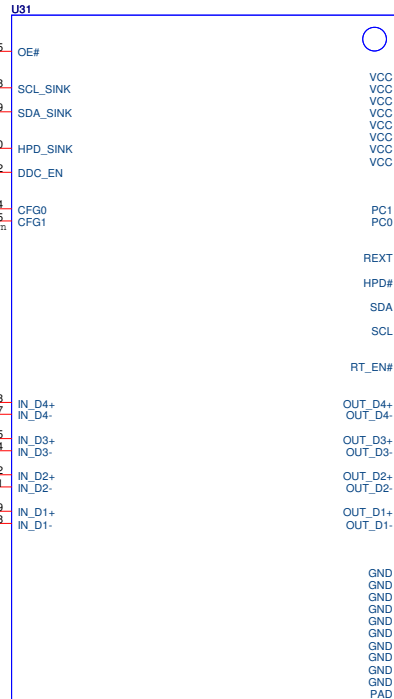 U31
OE#
SCL_SINK
SDA_SINK
HPD_SINK
DDC_EN
CFG0
CFG1
IN_D4+
IN_D4-
IN_D3+
IN_D3-
IN_D2+
IN_D2-
IN_D1+
IN_D1-
VCC
VCC
VCC
VCC
VCC
VCC
VCC
VCC
PC1
PC0
REXT
HPD#
SDA
SCL
RT_EN#
OUT_D4+
OUT_D4-
OUT_D3+
OUT_D3-
OUT_D2+
OUT_D2-
OUT_D1+
OUT_D1-
GND
GND
GND
GND
GND
GND
GND
GND
GND
GND
PAD